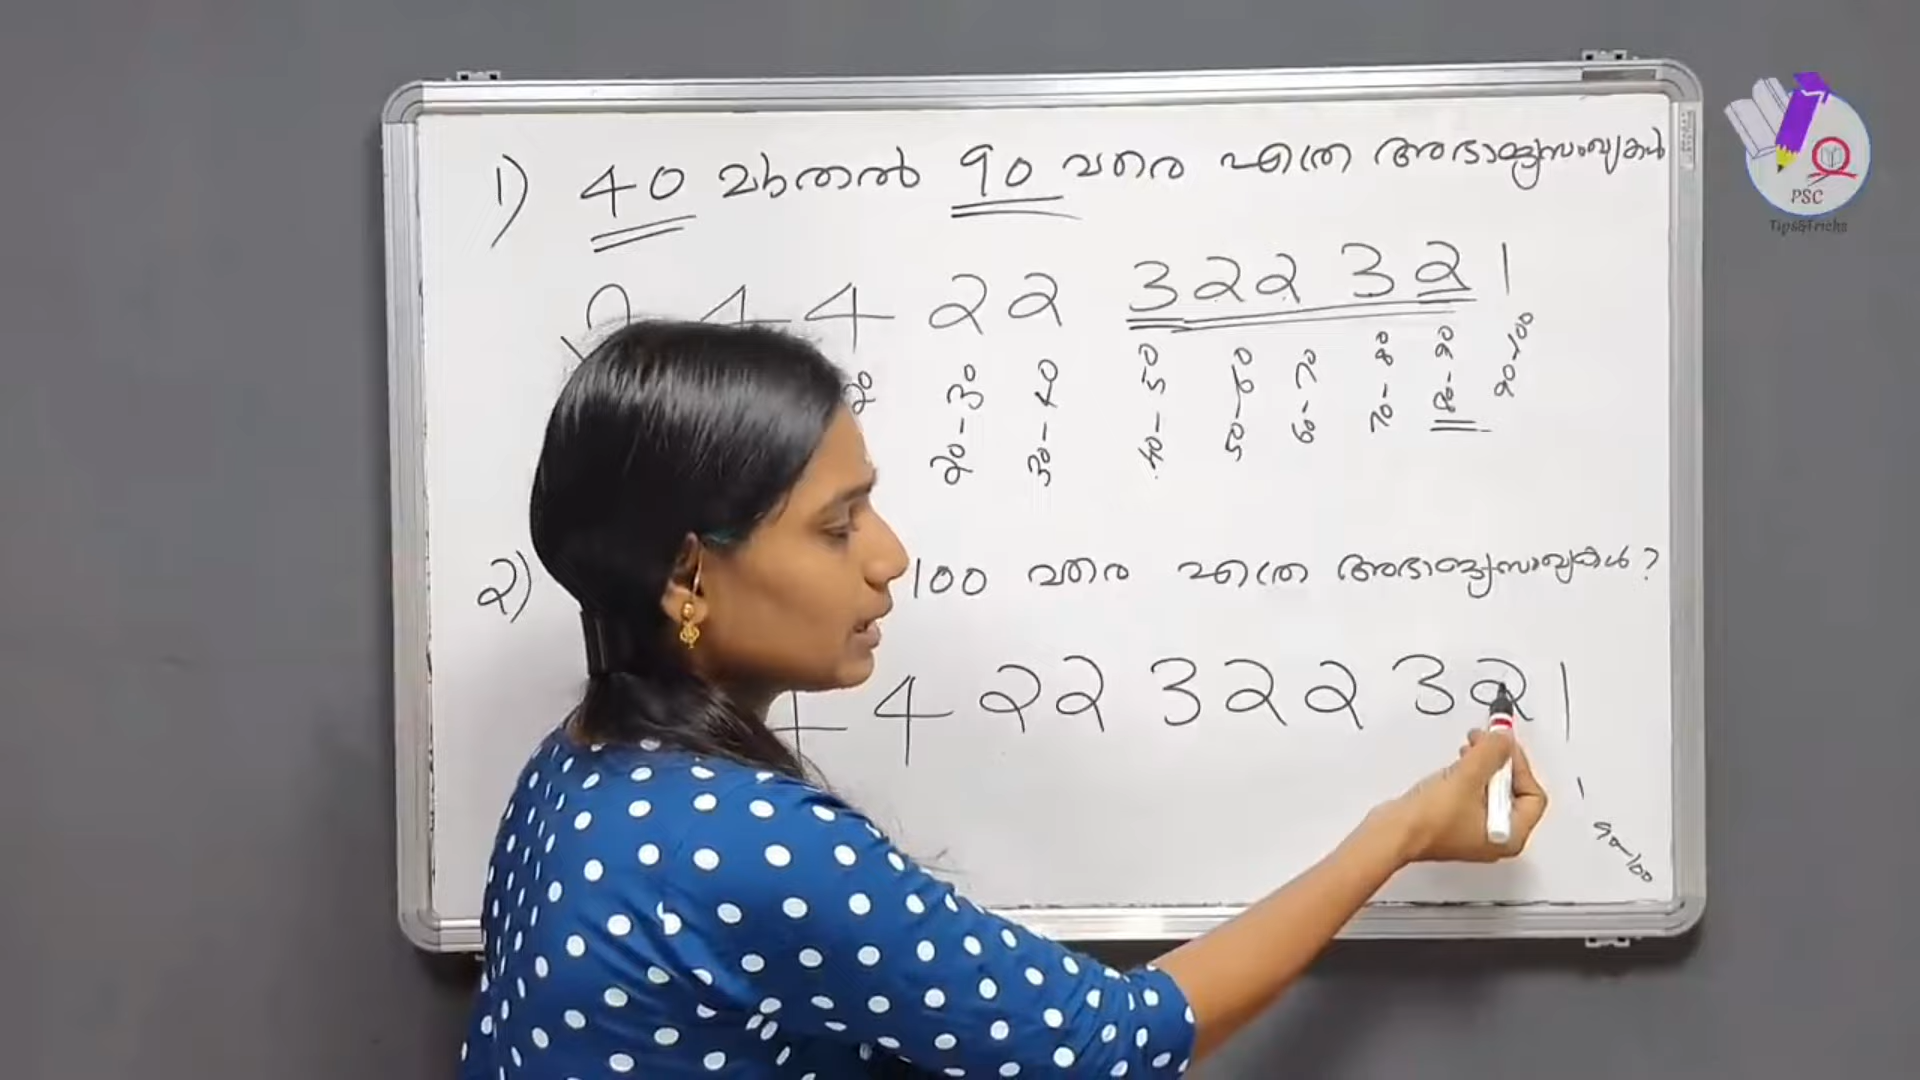 1) 40 മുതൽ 90 വരെ എത്ര അഭാജ്യസംഖ്യകൾ
4 4 2 2 3 2 2 3 2 1
20 20-30 30-40 40-50 50-60 60-70 70-80 80-90 90-100
2) 100 വരെ എത്ര അഭാജ്യസംഖ്യകൾ?
4 4 2 2 3 2 2 3 2 1
90-100
PSC
Tips&Tricks